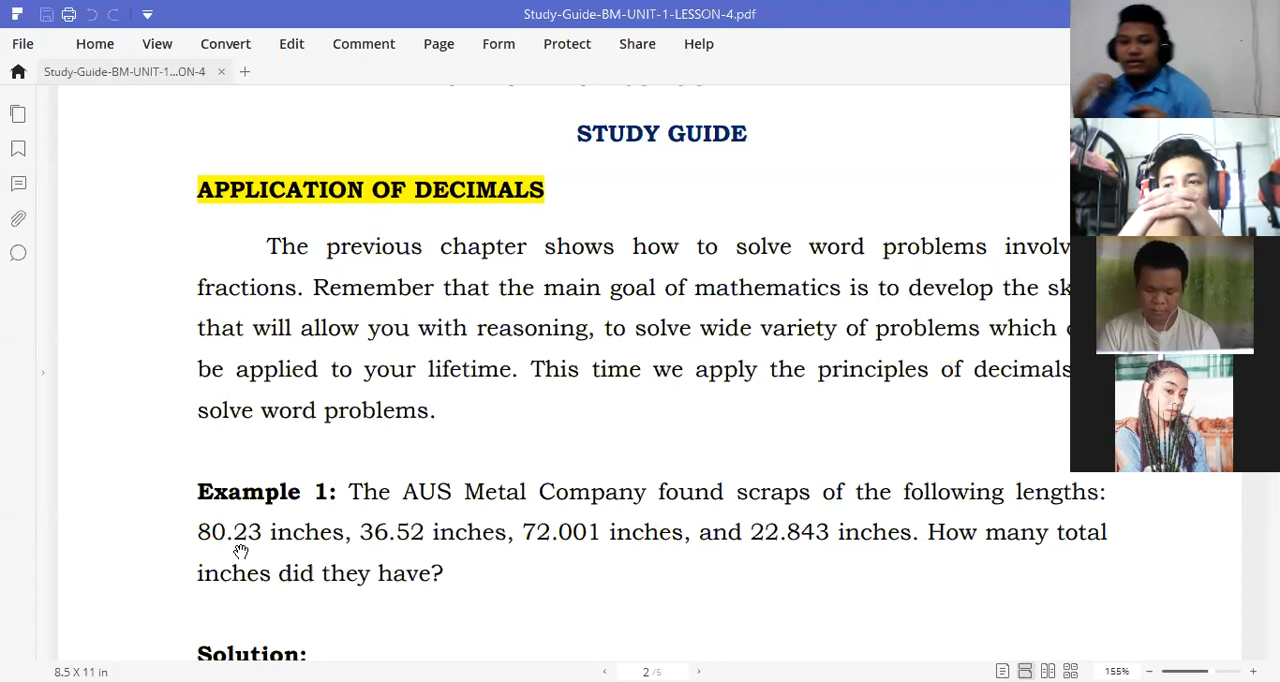 Study-Guide-BM-UNIT-1-LESSON-4.pdf
File Home View Convert Edit Comment Page Form Protect Share Help
Study-Guide-BM-UNIT-1...ON-4
STUDY GUIDE
APPLICATION OF DECIMALS
The previous chapter shows how to solve word problems involv
fractions. Remember that the main goal of mathematics is to develop the sk
that will allow you with reasoning, to solve wide variety of problems which
be applied to your lifetime. This time we apply the principles of decimals
solve word problems.
Example 1: The AUS Metal Company found scraps of the following lengths:
80.23 inches, 36.52 inches, 72.001 inches, and 22.843 inches. How many total
inches did they have?
Solution:
8.5 X 11 in 2 /5 155%